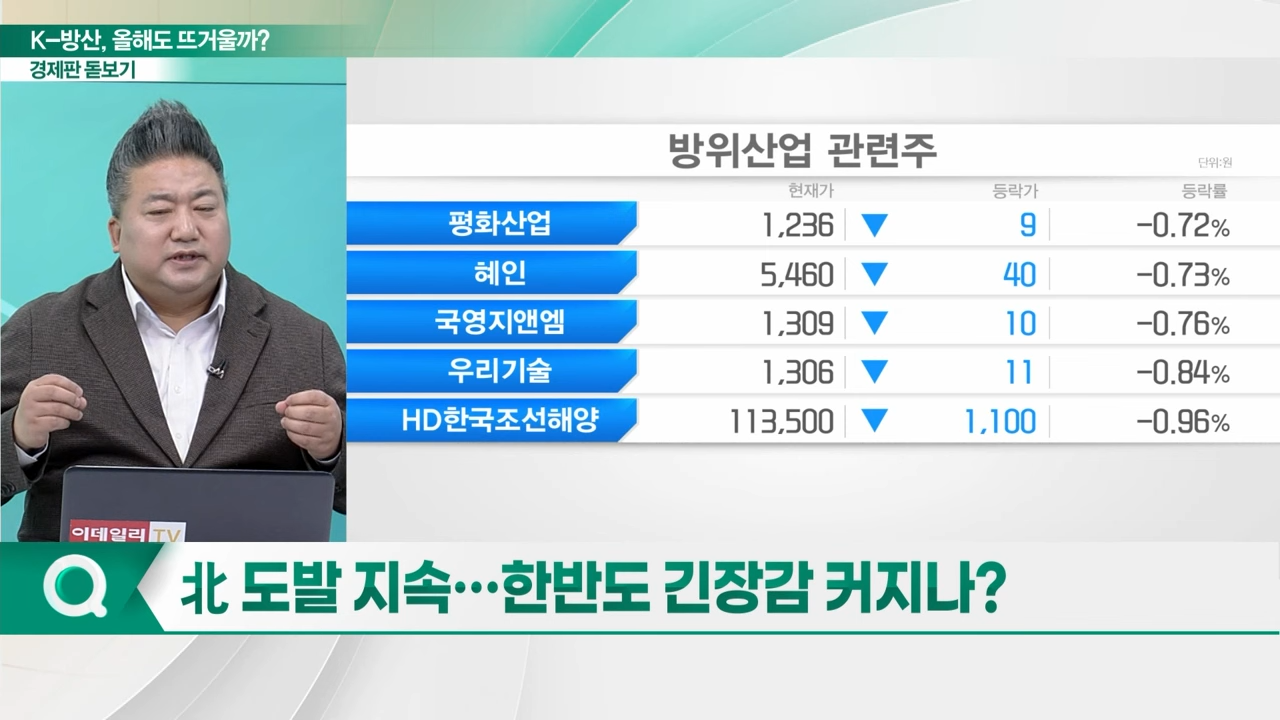 K-방산, 올해도 뜨거울까?
경제판 돋보기
방위산업 관련주
단위:원
현재가 등락가 등락률
평화산업 1,236 ▼ 9 -0.72%
혜인 5,460 ▼ 40 -0.73%
국영지앤엠 1,309 ▼ 10 -0.76%
우리기술 1,306 ▼ 11 -0.84%
HD한국조선해양 113,500 ▼ 1,100 -0.96%
이데일리 TV
北 도발 지속…한반도 긴장감 커지나?